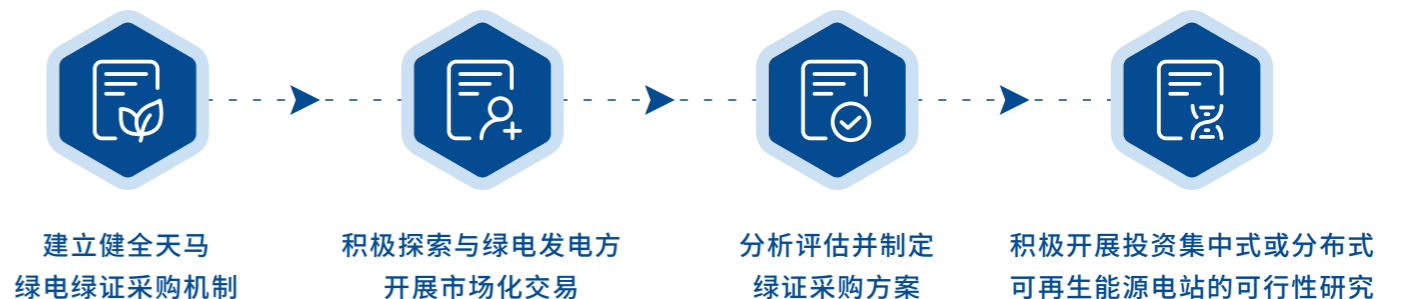 建立健全天马
绿电绿证采购机制
积极探索与绿电发电方
开展市场化交易
分析评估并制定
绿证采购方案
积极开展投资集中式或分布式
可再生能源电站的可行性研究